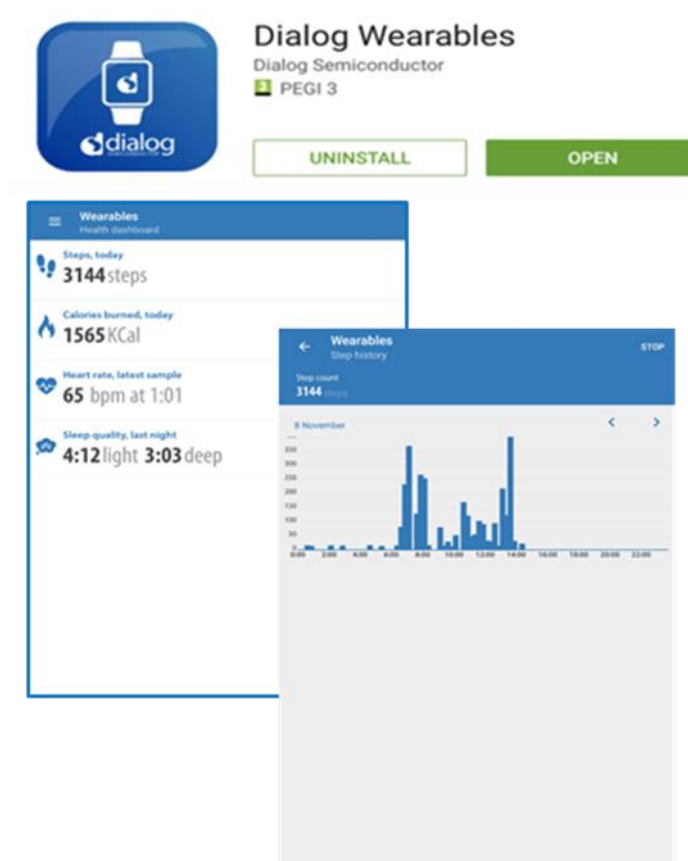 Dialog Wearables
Dialog Semiconductor
3 PEGI 3
dialog
SEMICONDUCTOR
UNINSTALL
OPEN
Wearables
Health dashboard
Steps, today
3144 steps
Calories burned, today
1565 KCal
Heart rate, latest sample
65 bpm at 1:01
Sleep quality, last night
4:12 light 3:03 deep
Wearables
STOP
Step history
Step count
3144 steps
8 November
< >
350
300
250
200
150
100
50
0
0:00 2:00 4:00 6:00 8:00 10:00 12:00 14:00 16:00 18:00 20:00 22:00